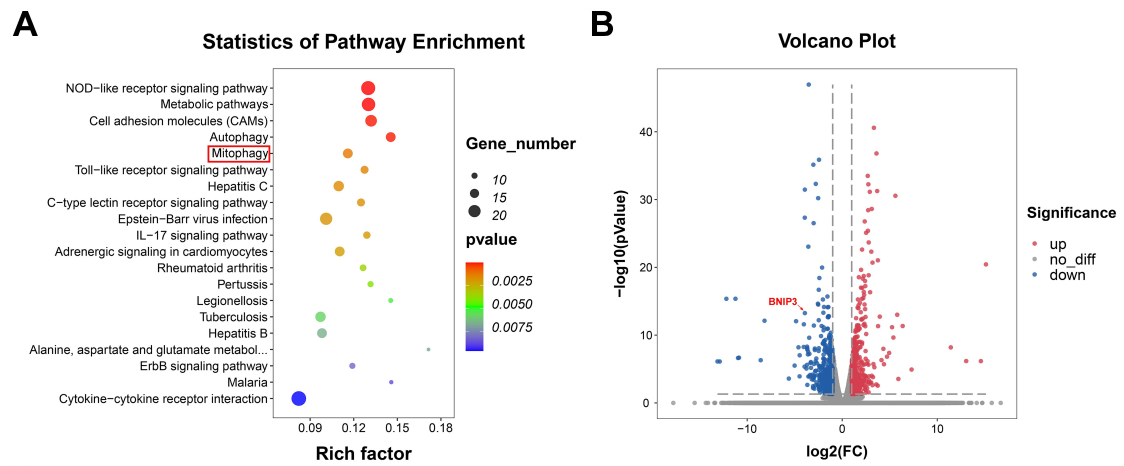 A
Statistics of Pathway Enrichment
NOD-like receptor signaling pathway
Metabolic pathways
Cell adhesion molecules (CAMs)
Autophagy
Mitophagy
Toll-like receptor signaling pathway
Hepatitis C
C-type lectin receptor signaling pathway
Epstein-Barr virus infection
IL-17 signaling pathway
Adrenergic signaling in cardiomyocytes
Rheumatoid arthritis
Pertussis
Legionellosis
Tuberculosis
Hepatitis B
Alanine, aspartate and glutamate metabol...
ErbB signaling pathway
Malaria
Cytokine-cytokine receptor interaction
0.09 0.12 0.15 0.18
Rich factor
Gene_number
10
15
20
pvalue
0.0025
0.0050
0.0075
B
Volcano Plot
−log10(pValue)
40
30
20
10
0
BNIP3
−10 0 10
log2(FC)
Significance
up
no_diff
down